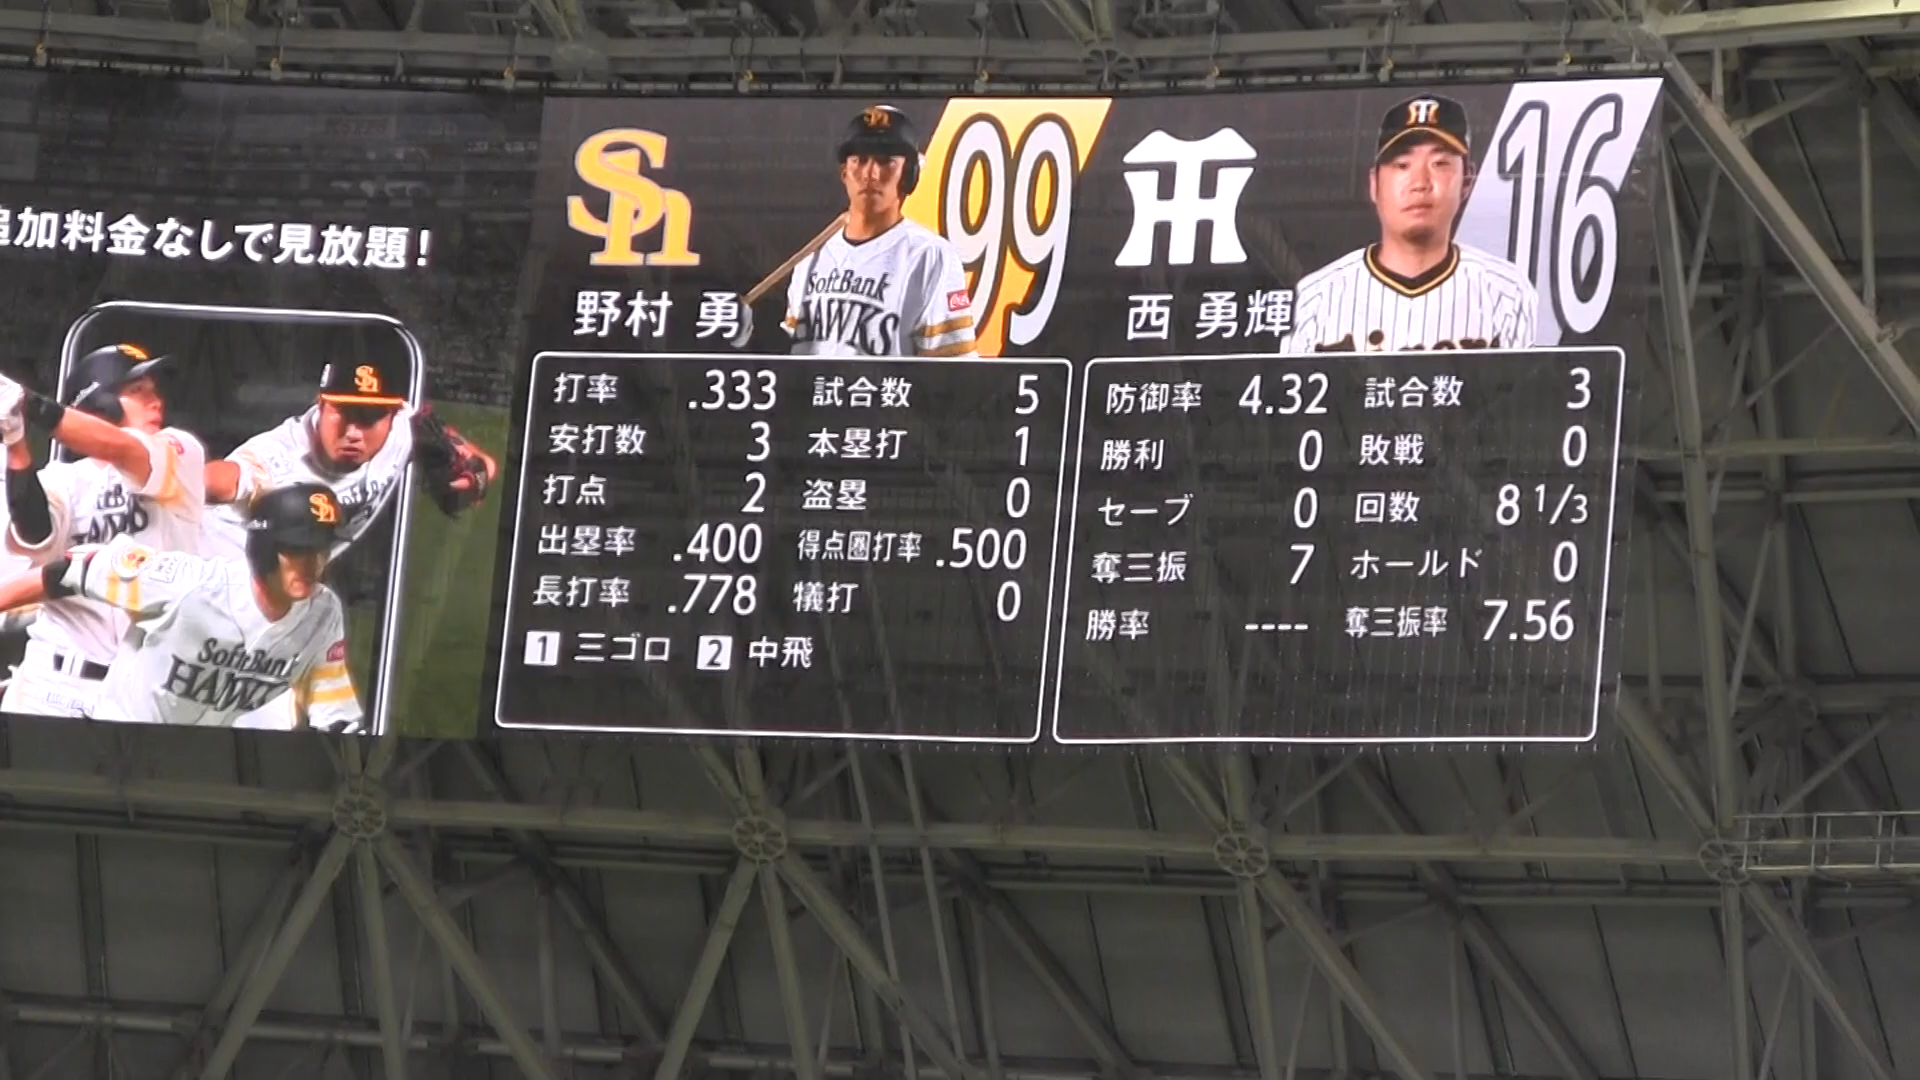 追加料金なしで見放題!
Sh
99
野村 勇
SoftBank
HAWKS
打率 .333 試合数 5
安打数 3 本塁打 1
打点 2 盗塁 0
出塁率 .400 得点圏打率 .500
長打率 .778 犠打 0
1 三ゴロ 2 中飛
TH
16
西 勇輝
防御率 4.32 試合数 3
勝利 0 敗戦 0
セーブ 0 回数 8 1/3
奪三振 7 ホールド 0
勝率 ---- 奪三振率 7.56
SoftBank
HAWKS